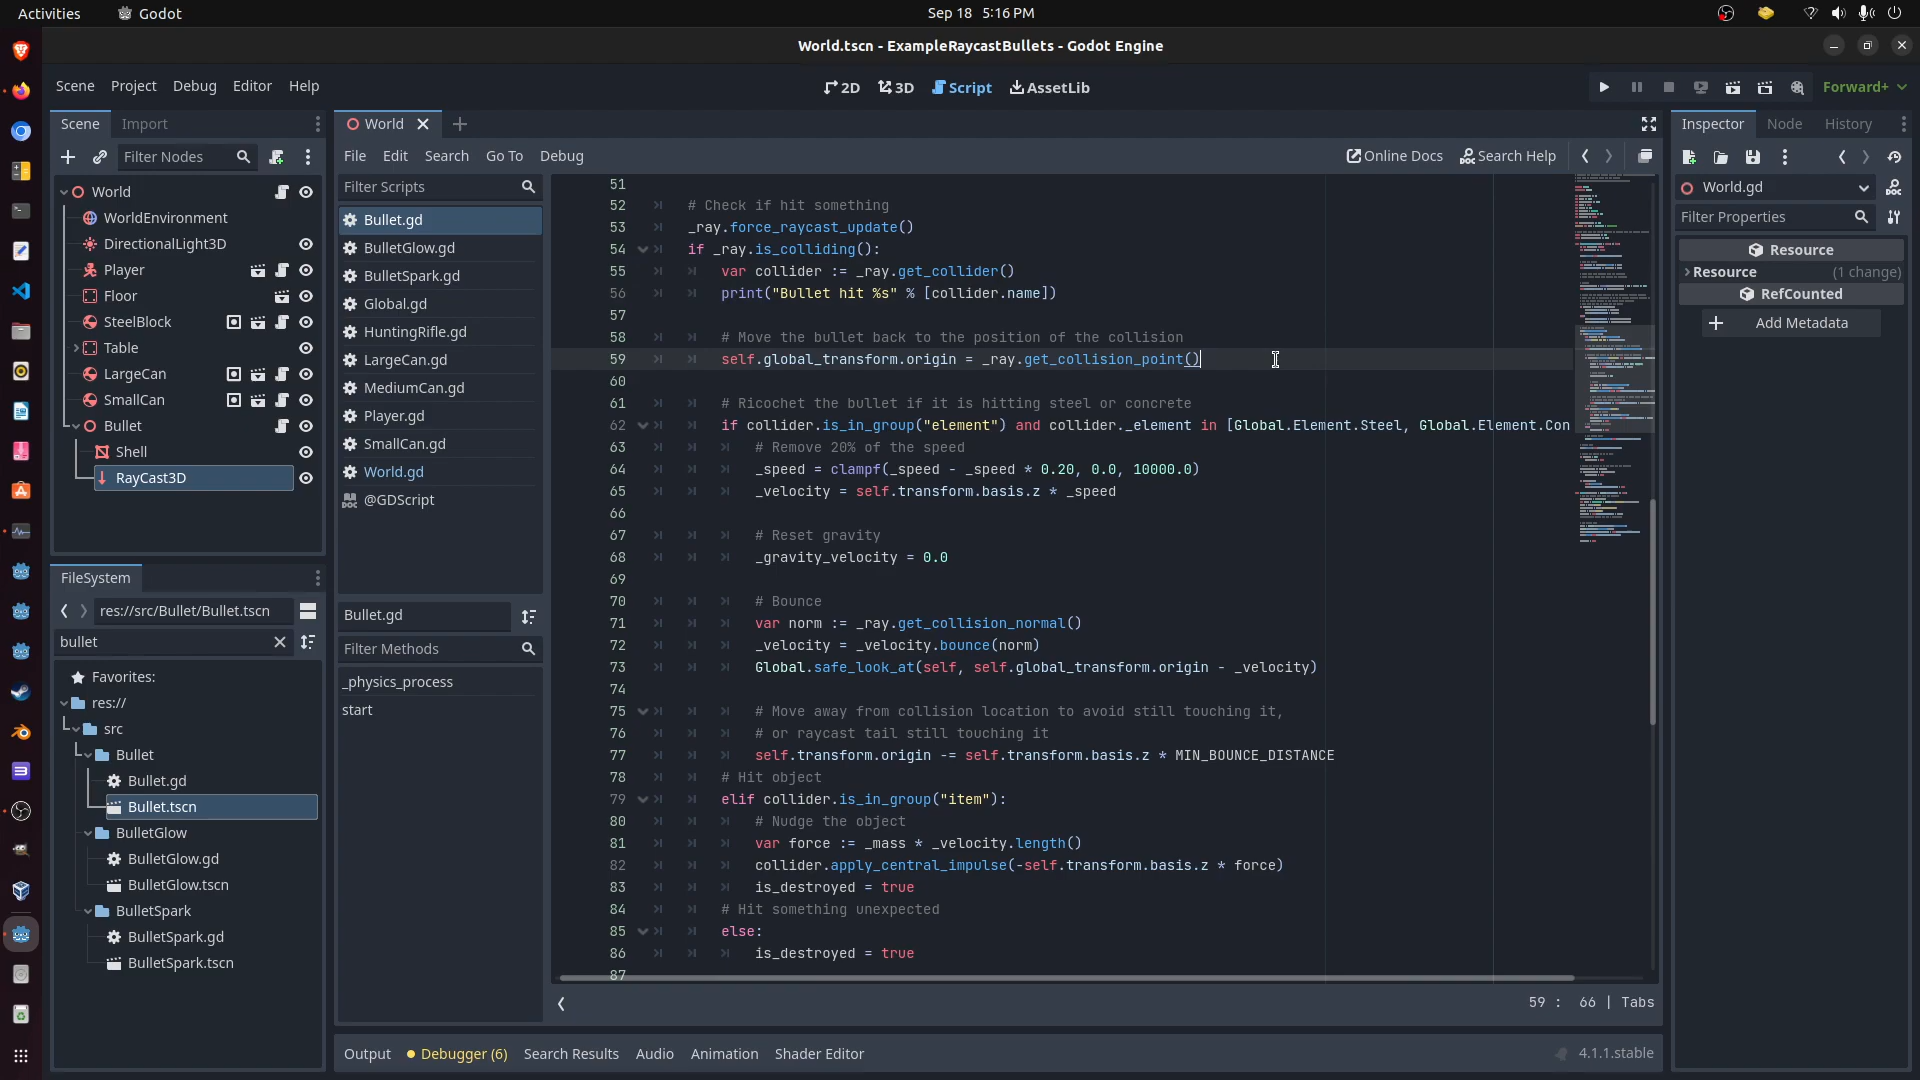 Activities
Godot
Sep 18 5:16 PM
World.tscn - ExampleRaycastBullets - Godot Engine
Scene Project Debug Editor Help
2D 3D Script AssetLib
Forward+
Scene Import
Filter Nodes
World
WorldEnvironment
DirectionalLight3D
Player
Floor
SteelBlock
Table
LargeCan
SmallCan
Bullet
Shell
RayCast3D
FileSystem
res://src/Bullet/Bullet.tscn
bullet
Favorites:
res://
src
Bullet
Bullet.gd
Bullet.tscn
BulletGlow
BulletGlow.gd
BulletGlow.tscn
BulletSpark
BulletSpark.gd
BulletSpark.tscn
World
File Edit Search Go To Debug
Online Docs Search Help
Filter Scripts
Bullet.gd
BulletGlow.gd
BulletSpark.gd
Global.gd
HuntingRifle.gd
LargeCan.gd
MediumCan.gd
Player.gd
SmallCan.gd
World.gd
@GDScript
Bullet.gd
Filter Methods
_physics_process
start
51
52 # Check if hit something
53 _ray.force_raycast_update()
54 if _ray.is_colliding():
55 var collider := _ray.get_collider()
56 print("Bullet hit %s" % [collider.name])
57
58 # Move the bullet back to the position of the collision
59 self.global_transform.origin = _ray.get_collision_point()
60
61 # Ricochet the bullet if it is hitting steel or concrete
62 if collider.is_in_group("element") and collider._element in [Global.Element.Steel, Global.Element.Con
63 # Remove 20% of the speed
64 _speed = clampf(_speed - _speed * 0.20, 0.0, 10000.0)
65 _velocity = self.transform.basis.z * _speed
66
67 # Reset gravity
68 _gravity_velocity = 0.0
69
70 # Bounce
71 var norm := _ray.get_collision_normal()
72 _velocity = _velocity.bounce(norm)
73 Global.safe_look_at(self, self.global_transform.origin - _velocity)
74
75 # Move away from collision location to avoid still touching it,
76 # or raycast tail still touching it
77 self.transform.origin -= self.transform.basis.z * MIN_BOUNCE_DISTANCE
78 # Hit object
79 elif collider.is_in_group("item"):
80 # Nudge the object
81 var force := _mass * _velocity.length()
82 collider.apply_central_impulse(-self.transform.basis.z * force)
83 is_destroyed = true
84 # Hit something unexpected
85 else:
86 is_destroyed = true
87
59 : 66 | Tabs
Output Debugger (6) Search Results Audio Animation Shader Editor
4.1.1.stable
Inspector Node History
World.gd
Filter Properties
Resource
Resource (1 change)
RefCounted
Add Metadata